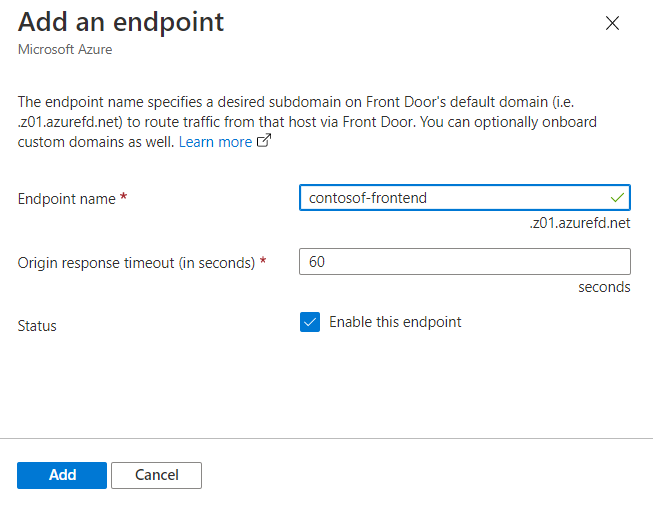 Add an endpoint
Microsoft Azure
The endpoint name specifies a desired subdomain on Front Door's default domain (i.e.
.z01.azurefd.net) to route traffic from that host via Front Door. You can optionally onboard
custom domains as well. Learn more
Endpoint name *
contosof-frontend
.z01.azurefd.net
Origin response timeout (in seconds) *
60
seconds
Status
Enable this endpoint
Add
Cancel